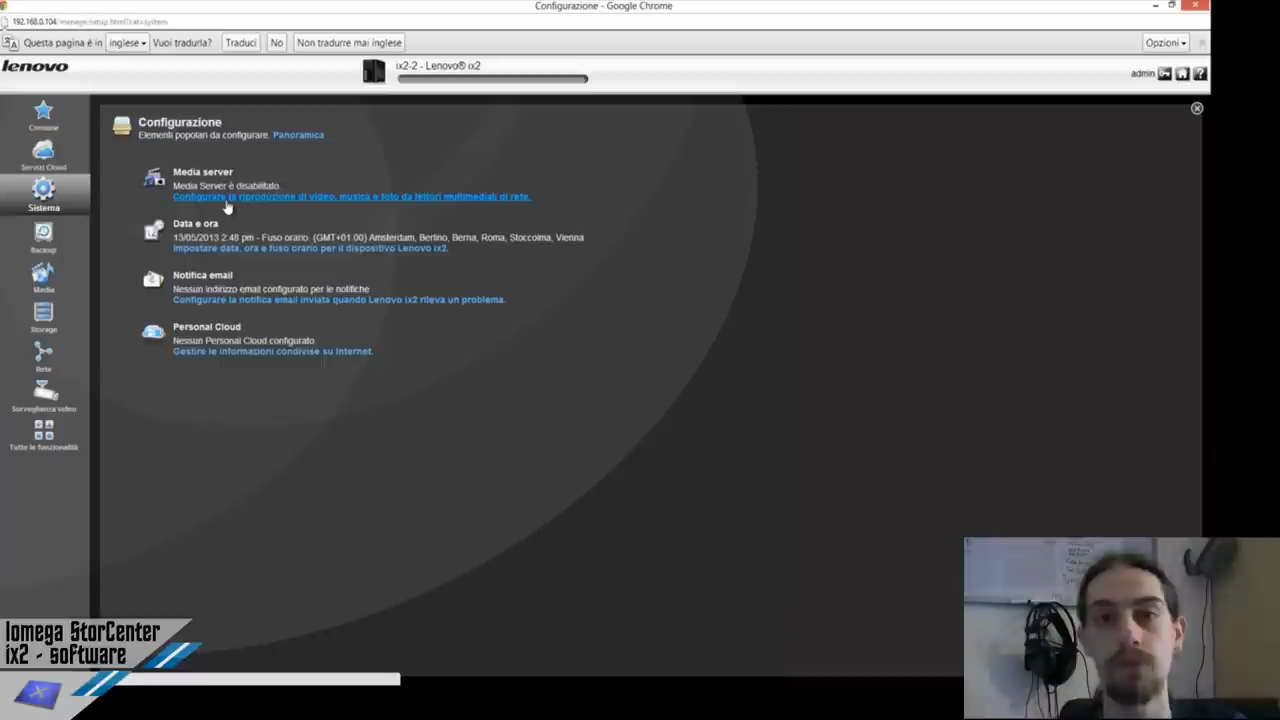 Configurazione - Google Chrome
192.168.0.104/manage/setup.html?cat=system
Questa pagina è in inglese Vuoi tradurla? Traduci No Non tradurre mai inglese Opzioni
lenovo
ix2-2 - Lenovo® ix2
admin
Configurazione
Elementi popolari da configurare. Panoramica
Comune
Servizi Cloud
Sistema
Backup
Media
Storage
Rete
Sorveglianza video
Tutte le funzionalità
Media server
Media Server è disabilitato.
Configurare la riproduzione di video, musica e foto da lettori multimediali di rete.
Data e ora
13/05/2013 2:48 pm - Fuso orario: (GMT+01:00) Amsterdam, Berlino, Berna, Roma, Stoccolma, Vienna
Impostare data, ora e fuso orario per il dispositivo Lenovo ix2.
Notifica email
Nessun indirizzo email configurato per le notifiche
Configurare la notifica email inviata quando Lenovo ix2 rileva un problema.
Personal Cloud
Nessun Personal Cloud configurato.
Gestire le informazioni condivise su Internet.
Iomega StorCenter
ix2 - software